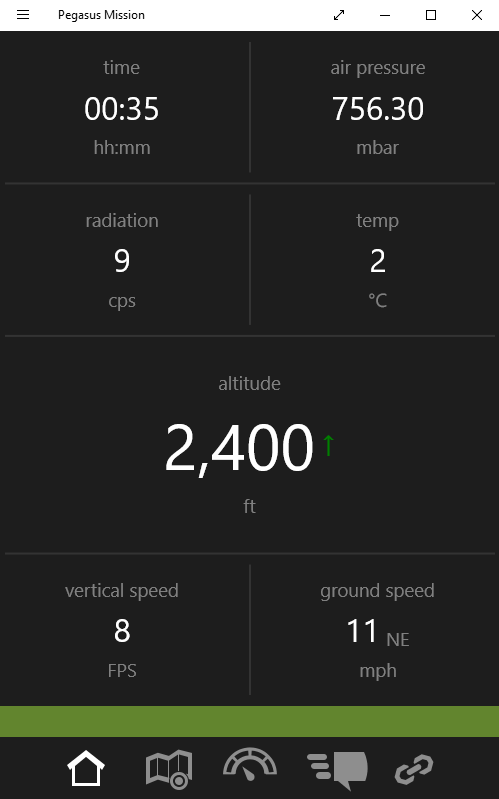 Pegasus Mission
time
00:35
hh:mm
air pressure
756.30
mbar
radiation
9
cps
temp
2
°C
altitude
2,400↑
ft
vertical speed
8
FPS
ground speed
11 NE
mph